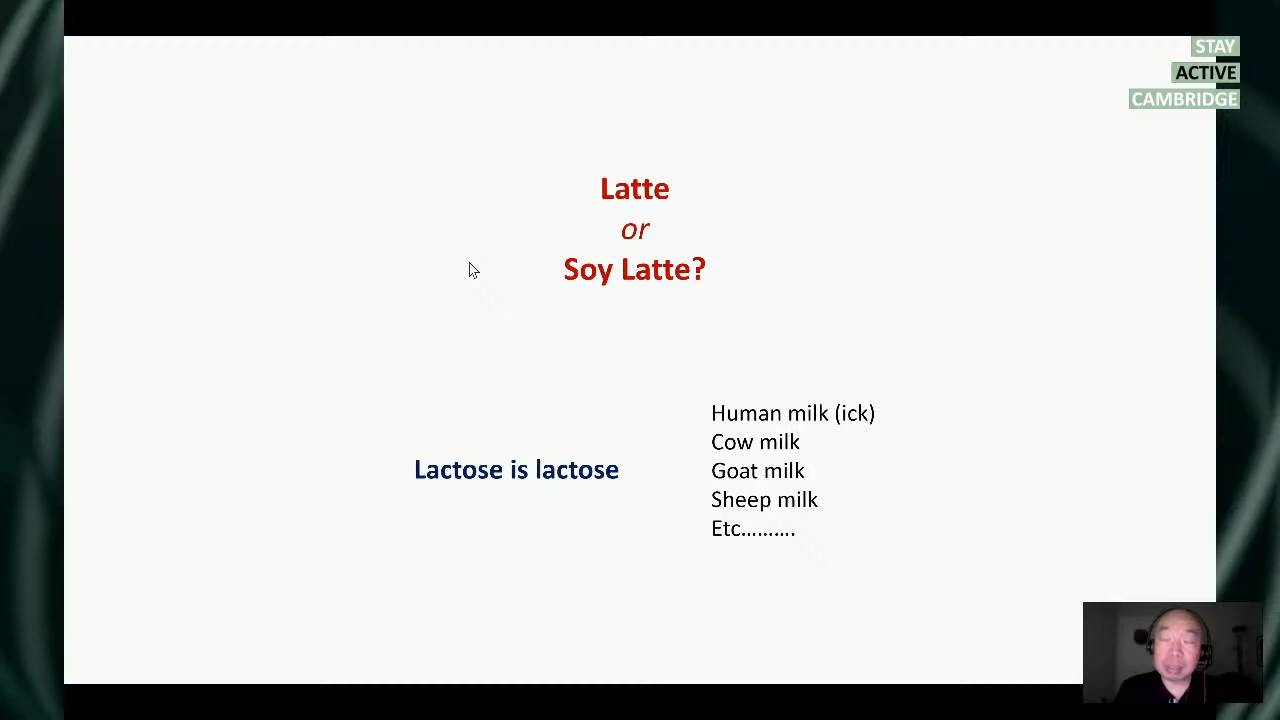 STAY
ACTIVE
CAMBRIDGE
Latte
or
Soy Latte?
Lactose is lactose
Human milk (ick)
Cow milk
Goat milk
Sheep milk
Etc……….